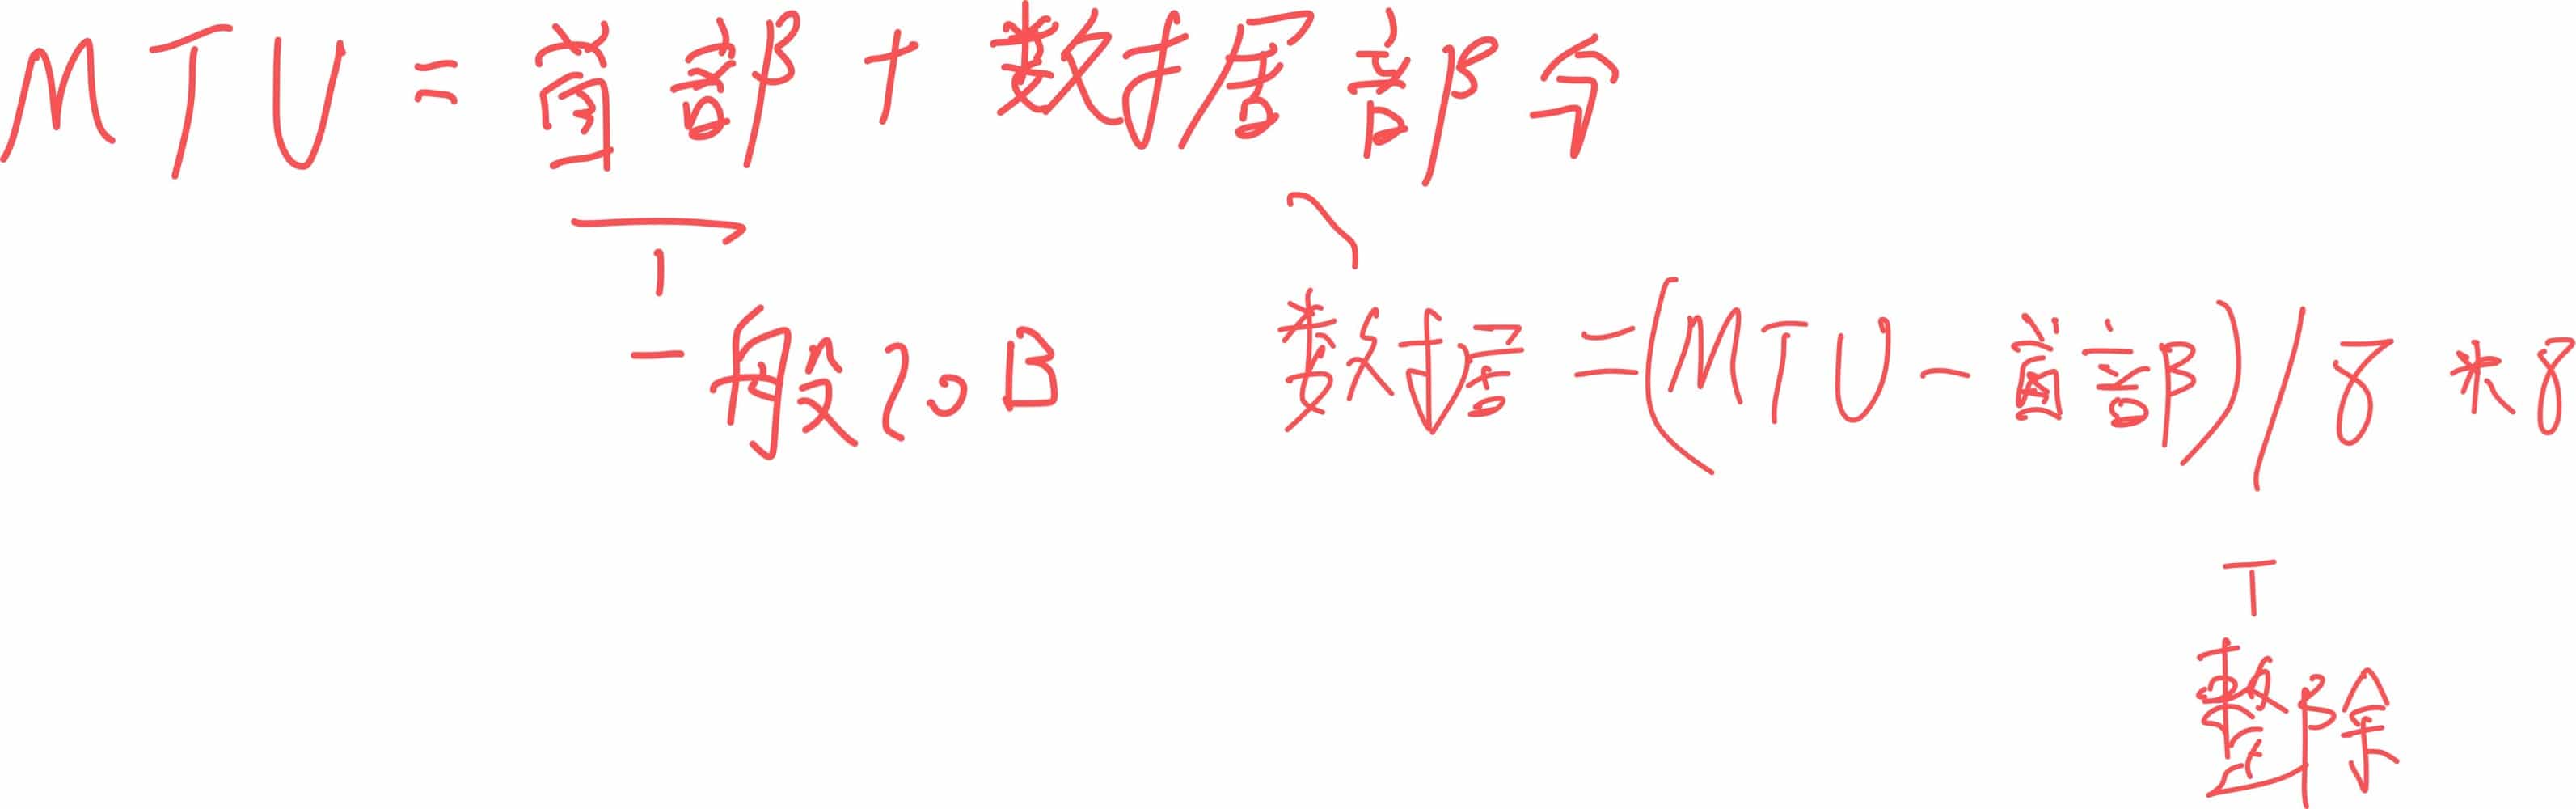 MTU = 首部 + 数据部分
一般20B
数据 =(MTU - 首部)/8 *8
整除